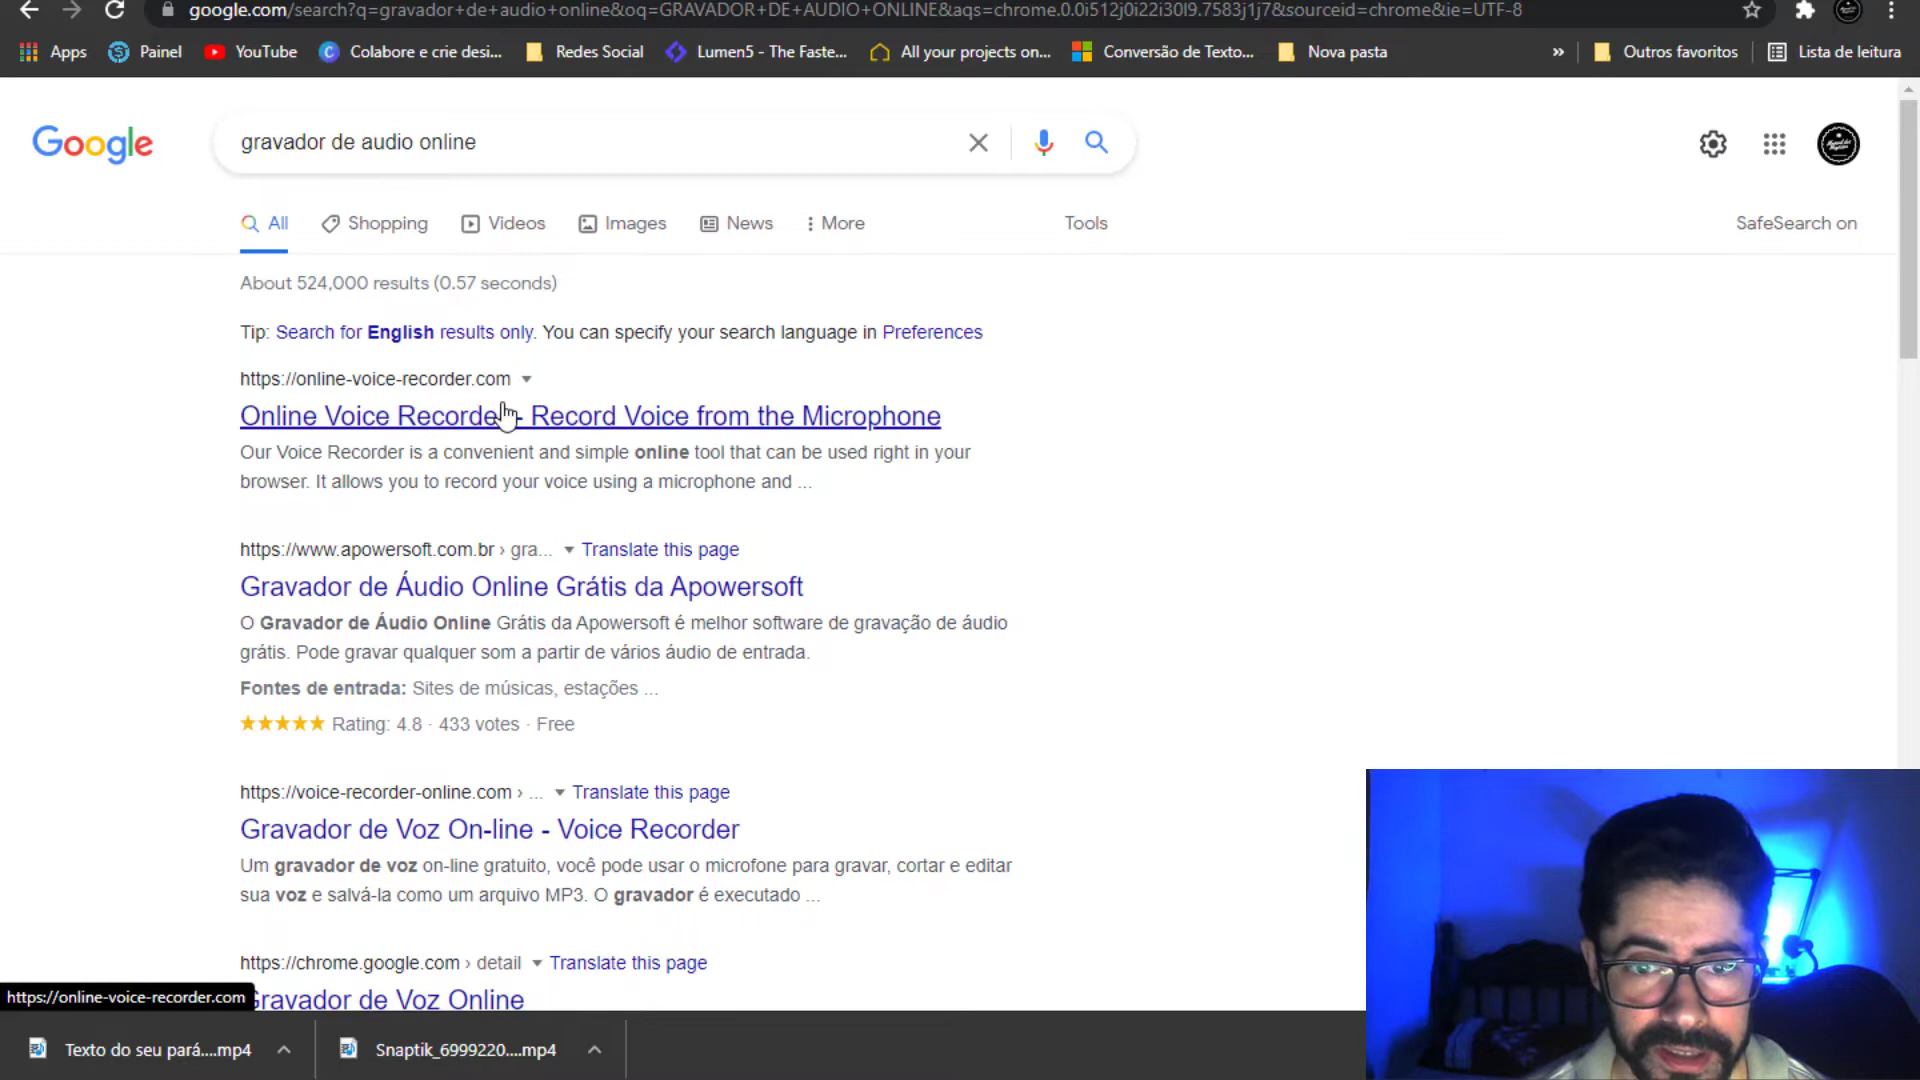 google.com/search?q=gravador+de+audio+online&oq=GRAVADOR+DE+AUDIO+ONLINE&aqs=chrome.0.0i512j0i22i30l9.7583j1j7&sourceid=chrome&ie=UTF-8
Apps Painel YouTube Colabore e crie desi... Redes Social Lumen5 - The Faste... All your projects on... Conversão de Texto... Nova pasta » Outros favoritos Lista de leitura
Google gravador de audio online
All Shopping Videos Images News More Tools SafeSearch on
About 524,000 results (0.57 seconds)
Tip: Search for English results only. You can specify your search language in Preferences
https://online-voice-recorder.com
Online Voice Recorder - Record Voice from the Microphone
Our Voice Recorder is a convenient and simple online tool that can be used right in your
browser. It allows you to record your voice using a microphone and ...
https://www.apowersoft.com.br › gra... Translate this page
Gravador de Áudio Online Grátis da Apowersoft
O Gravador de Áudio Online Grátis da Apowersoft é melhor software de gravação de áudio
grátis. Pode gravar qualquer som a partir de vários áudio de entrada.
Fontes de entrada: Sites de músicas, estações ...
Rating: 4.8 · 433 votes · Free
https://voice-recorder-online.com › ... Translate this page
Gravador de Voz On-line - Voice Recorder
Um gravador de voz on-line gratuito, você pode usar o microfone para gravar, cortar e editar
sua voz e salvá-la como um arquivo MP3. O gravador é executado ...
https://chrome.google.com › detail Translate this page
Gravador de Voz Online
https://online-voice-recorder.com
Texto do seu pará....mp4 Snaptik_6999220....mp4